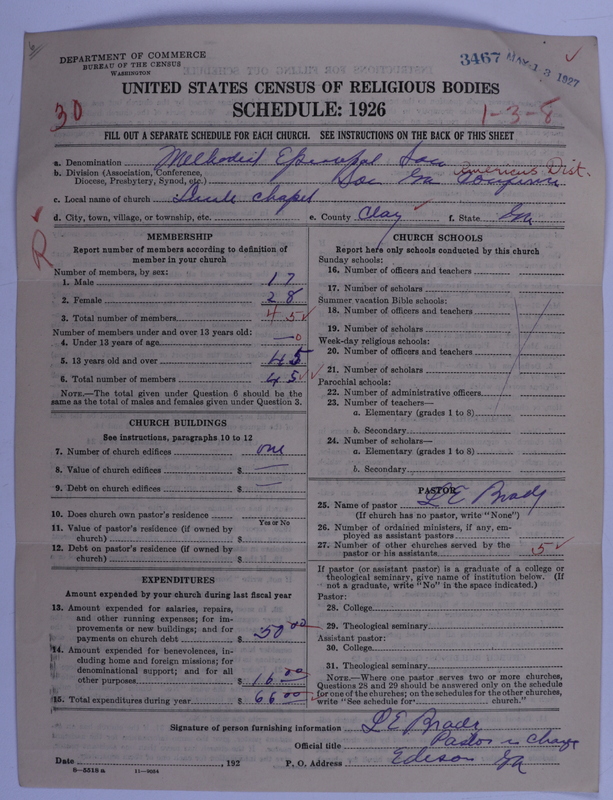 DEPARTMENT OF COMMERCE
BUREAU OF THE CENSUS
WASHINGTON
3467 MAY 13 1927
UNITED STATES CENSUS OF RELIGIOUS BODIES
30 SCHEDULE: 1926 1-3-8
FILL OUT A SEPARATE SCHEDULE FOR EACH CHURCH. SEE INSTRUCTIONS ON THE BACK OF THIS SHEET
a. Denomination Methodist Episcopal Sou
b. Division (Association, Conference, Americus Dist.
Diocese, Presbytery, Synod, etc.) Sou Ga Conference
c. Local name of church Chapel
d. City, town, village, or township, etc. e. County Clay f. State Ga
R
MEMBERSHIP
Report number of members according to definition of
member in your church
Number of members, by sex:
1. Male 17
2. Female 28
3. Total number of members 45
Number of members under and over 13 years old:
4. Under 13 years of age —0
5. 13 years old and over 45
6. Total number of members 45
NOTE.—The total given under Question 6 should be
same as the total of males and females given under Question 3.
CHURCH BUILDINGS
See instructions, paragraphs 10 to 12
7. Number of church edifices one
8. Value of church edifices $ —
9. Debt on church edifices $ —
10. Does church own pastor's residence
Yes or No
11. Value of pastor's residence (if owned by
church) $
12. Debt on pastor's residence (if owned by
church) $
EXPENDITURES
Amount expended by your church during last fiscal year
13. Amount expended for salaries, repairs,
and other running expenses; for im-
provements or new buildings; and for
payments on church debt $ 50 00
14. Amount expended for benevolences, in-
cluding home and foreign missions; for
denominational support; and for all
other purposes $ 16 00
15. Total expenditures during year $ 66 00
CHURCH SCHOOLS
Report here only schools conducted by this church
Sunday schools:
16. Number of officers and teachers
17. Number of scholars
Summer vacation Bible schools:
18. Number of officers and teachers
19. Number of scholars
Week-day religious schools:
20. Number of officers and teachers
21. Number of scholars
Parochial schools:
22. Number of administrative officers
23. Number of teachers—
a. Elementary (grades 1 to 8)
b. Secondary
24. Number of scholars—
a. Elementary (grades 1 to 8)
b. Secondary
PASTOR
25. Name of pastor L E Brady
(If church has no pastor, write "None")
26. Number of ordained ministers, if any, em-
ployed as assistant pastors
27. Number of other churches served by the
pastor or his assistants 5
If pastor (or assistant pastor) is a graduate of a college or
theological seminary, give name of institution below. (If
not a graduate, write "No" in the space indicated.)
Pastor:
28. College
29. Theological seminary
Assistant pastor:
30. College
31. Theological seminary
NOTE.—Where one pastor serves two or more churches,
Questions 28 and 29 should be answered only on the schedule
for one of the churches; on the schedules for the other churches,
write "See schedule for church."
Signature of person furnishing information L E Brady
Official title Pastor in Charge
Date , 192 P. O. Address Edison Ga
8—5518 a 11—9034